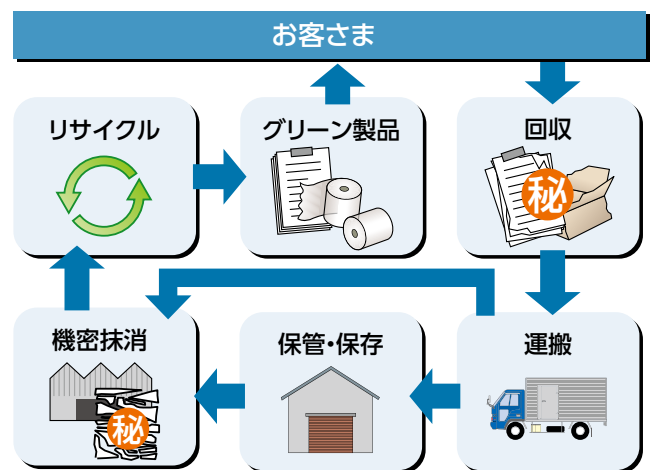 お客さま
リサイクル
グリーン製品
回収
秘
機密抹消
保管・保存
運搬
秘